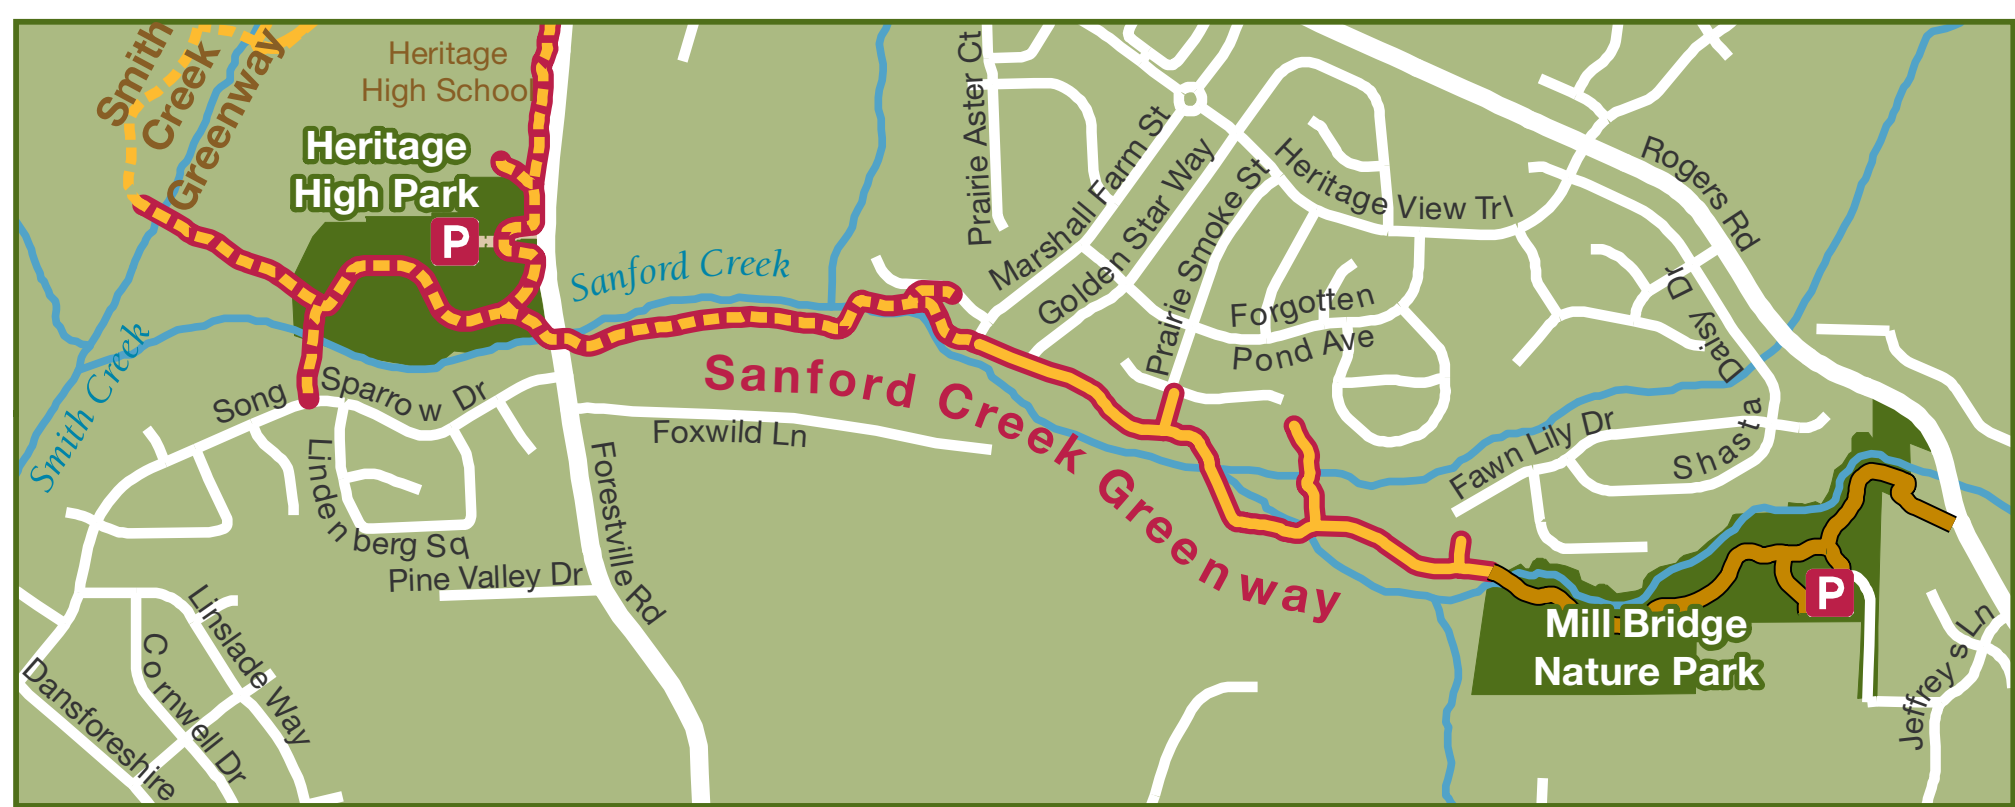 Smith
Creek
Greenway
Heritage
High School
Heritage
High Park
P
Smith Creek
Sanford Creek
Prairie Aster Ct
Marshall Farm St
Golden Star Way
Prairie Smoke St
Heritage View Trl
Rogers Rd
Forgotten
Pond Ave
Daisy Dr
Shasta
Fawn Lily Dr
Song Sparrow Dr
Lindenberg Sq
Foxwild Ln
Forestville Rd
Pine Valley Dr
Sanford Creek Greenway
Linslade Way
Cornwell Dr
Dansforeshire
P
Mill Bridge
Nature Park
Jeffreys Ln